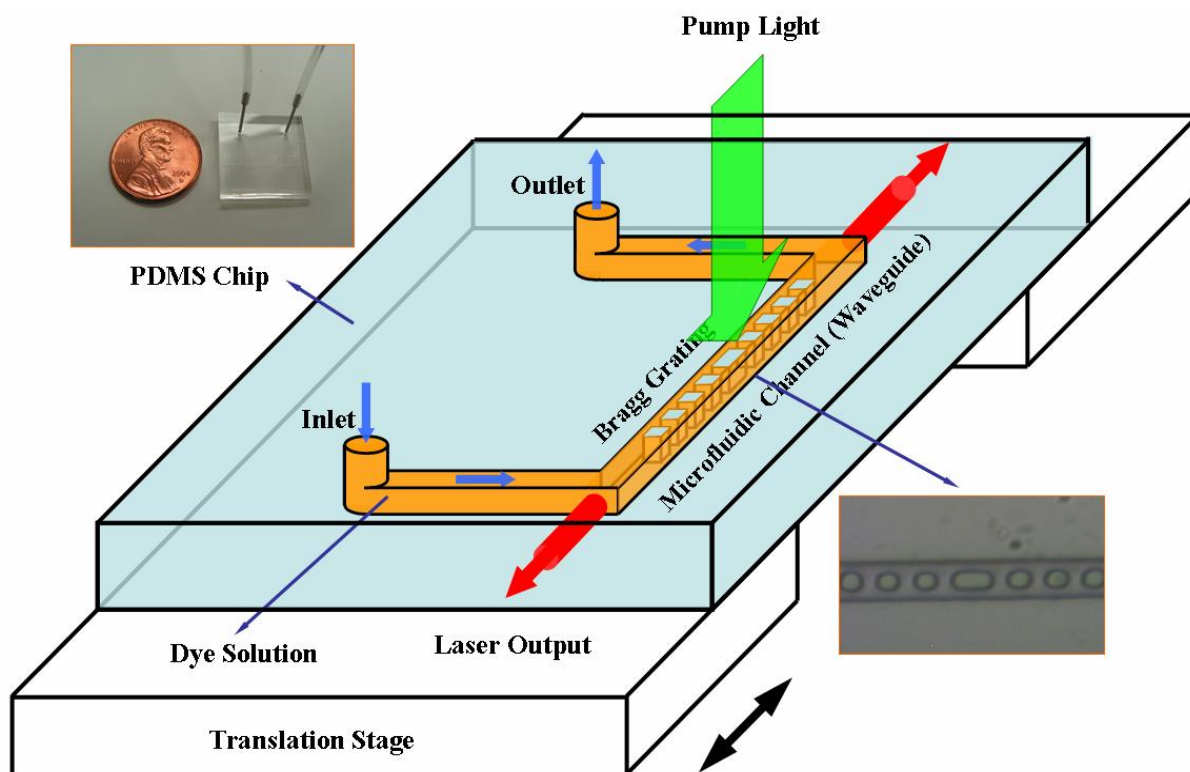 Pump Light
Outlet
PDMS Chip
Bragg Grating
Microfluidic Channel (Waveguide)
Inlet
Dye Solution
Laser Output
Translation Stage